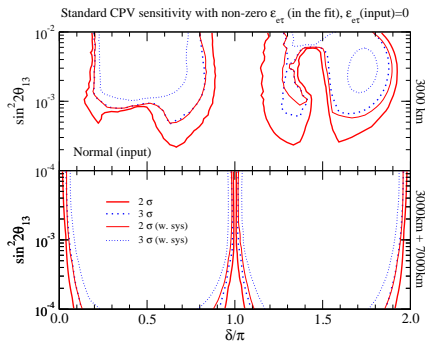 Standard CPV sensitivity with non-zero ε_eτ (in the fit), ε_eτ(input)=0
10⁻²
10⁻³
sin²2θ₁₃
3000 km
Normal (input)
10⁻⁴
10⁻³
10⁻⁴
sin²2θ₁₃
2 σ
3 σ
2 σ (w. sys)
3 σ (w. sys)
3000km + 7000km
0.0 0.5 1.0 1.5 2.0
δ/π